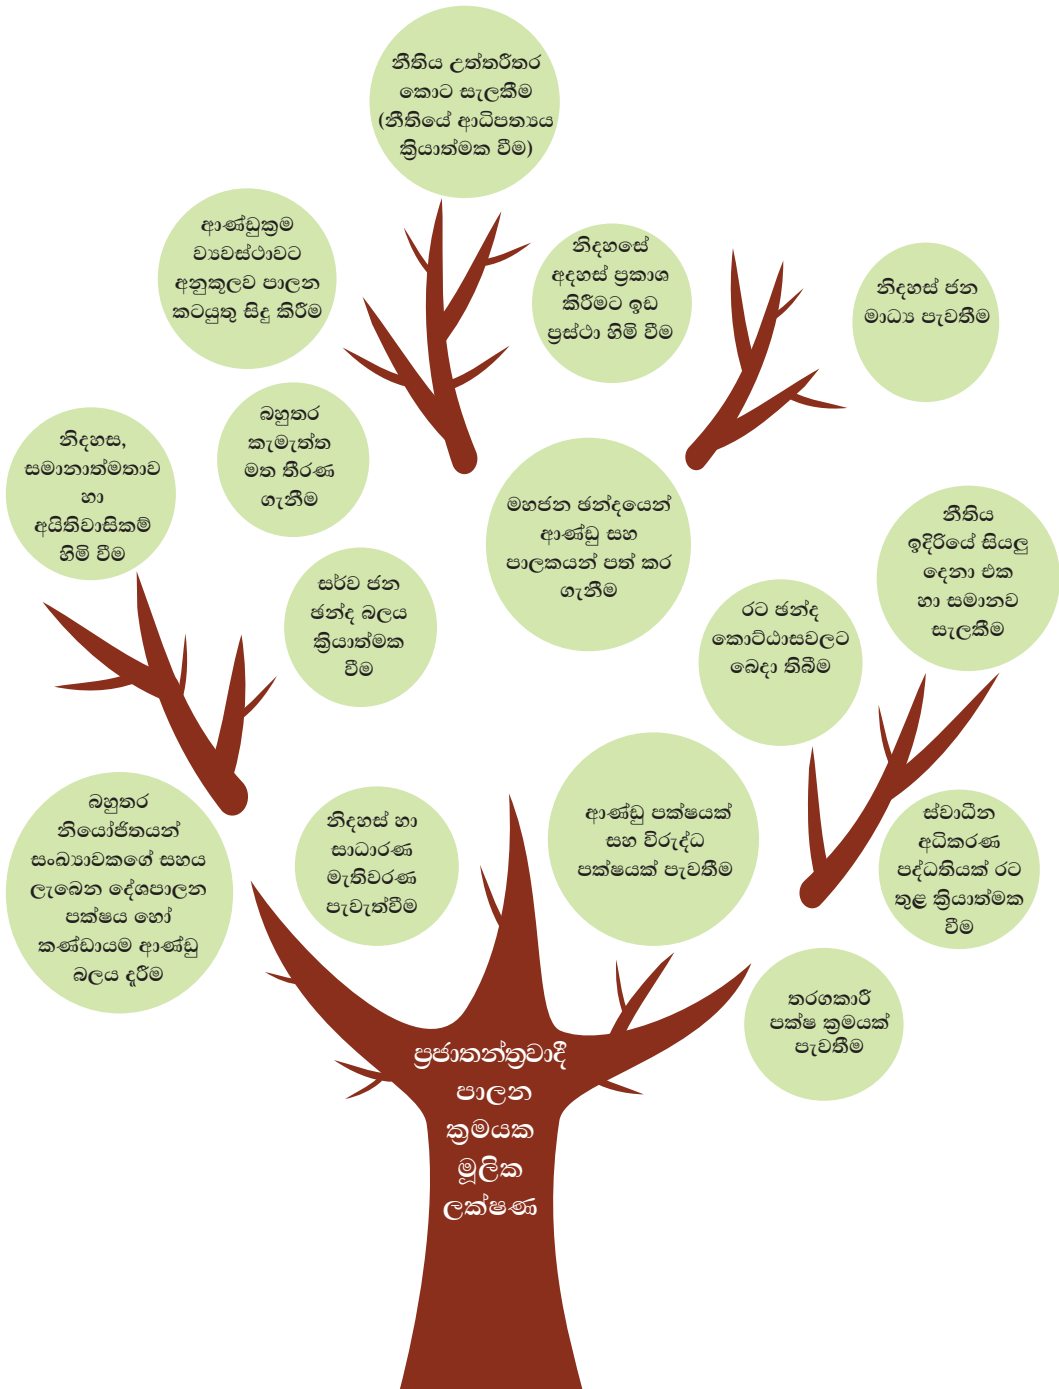 නීතිය උත්තරීතර
කොට සැලකීම
(නීතියේ ආධිපත්‍යය
ක්‍රියාත්මක වීම)
ආණ්ඩුක්‍රම
ව්‍යවස්ථාවට
අනුකූලව පාලන
කටයුතු සිදු කිරීම
නිදහසේ
අදහස් ප්‍රකාශ
කිරීමට ඉඩ
ප්‍රස්ථා හිමි වීම
නිදහස් ජන
මාධ්‍ය පැවතීම
බහුතර
කැමැත්ත
මත තීරණ
ගැනීම
නිදහස,
සමානාත්මතාව
හා
අයිතිවාසිකම්
හිමි වීම
මහජන ඡන්දයෙන්
ආණ්ඩු සහ
පාලකයන් පත් කර
ගැනීම
නීතිය
ඉදිරියේ සියලු
දෙනා එක
හා සමානව
සැලකීම
සර්ව ජන
ඡන්ද බලය
ක්‍රියාත්මක
වීම
රට ඡන්ද
කොට්ඨාසවලට
බෙදා තිබීම
බහුතර
නියෝජිතයන්
සංඛ්‍යාවකගේ සහය
ලැබෙන දේශපාලන
පක්ෂය හෝ
කණ්ඩායම ආණ්ඩු
බලය දැරීම
නිදහස් හා
සාධාරණ
මැතිවරණ
පැවැත්වීම
ආණ්ඩු පක්ෂයක්
සහ විරුද්ධ
පක්ෂයක් පැවතීම
ස්වාධීන
අධිකරණ
පද්ධතියක් රට
තුළ ක්‍රියාත්මක
වීම
තරගකාරී
පක්ෂ ක්‍රමයක්
පැවතීම
ප්‍රජාතන්ත්‍රවාදී
පාලන
ක්‍රමයක
මූලික
ලක්ෂණ